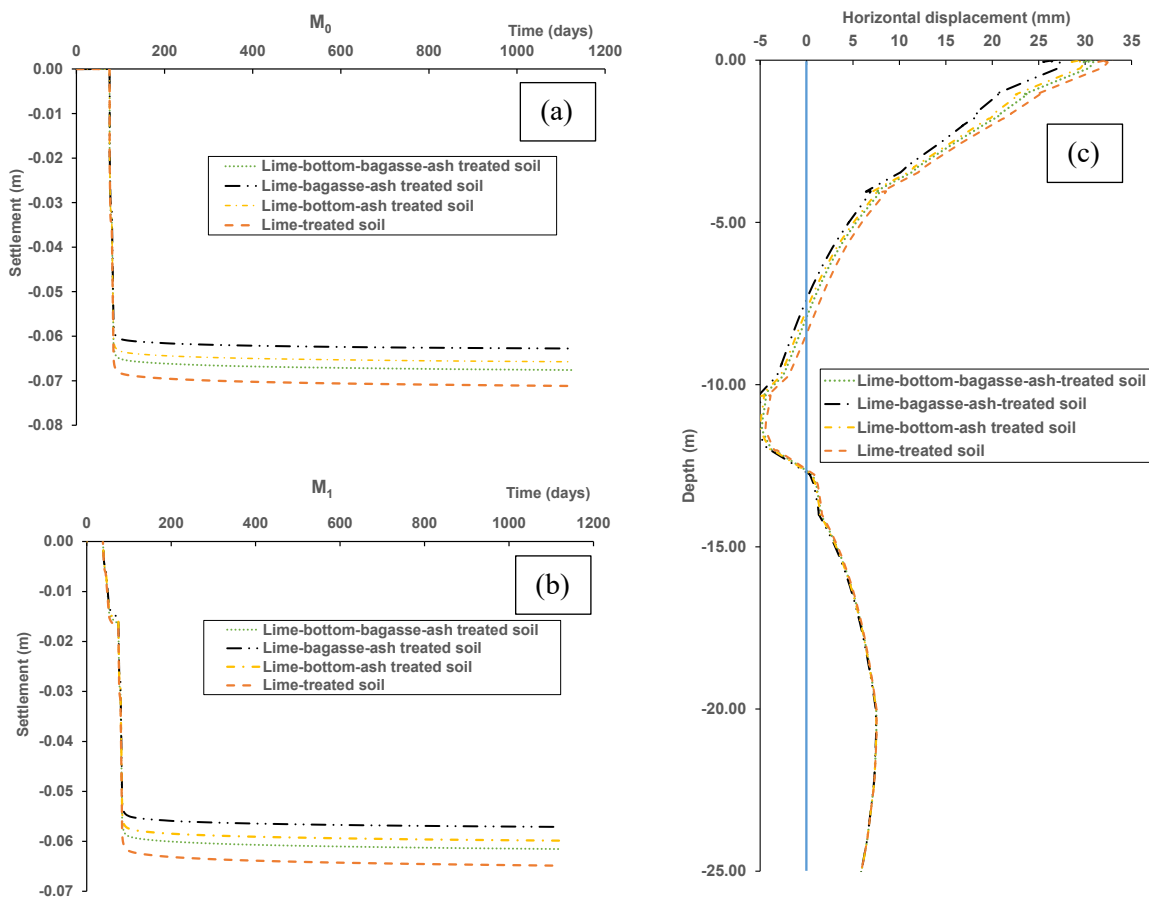 M0
Time (days)
0 200 400 600 800 1000 1200
0.00
-0.01
-0.02
-0.03
-0.04
-0.05
-0.06
-0.07
-0.08
Settlement (m)
(a)
Lime-bottom-bagasse-ash treated soil
Lime-bagasse-ash treated soil
Lime-bottom-ash treated soil
Lime-treated soil
M1
Time (days)
0 200 400 600 800 1000 1200
0.00
-0.01
-0.02
-0.03
-0.04
-0.05
-0.06
-0.07
Settlement (m)
(b)
Lime-bottom-bagasse-ash treated soil
Lime-bagasse-ash treated soil
Lime-bottom-ash treated soil
Lime-treated soil
Horizontal displacement (mm)
-5 0 5 10 15 20 25 30 35
0.00
-5.00
-10.00
-15.00
-20.00
-25.00
Depth (m)
(c)
Lime-bottom-bagasse-ash-treated soil
Lime-bagasse-ash-treated soil
Lime-bottom-ash treated soil
Lime-treated soil